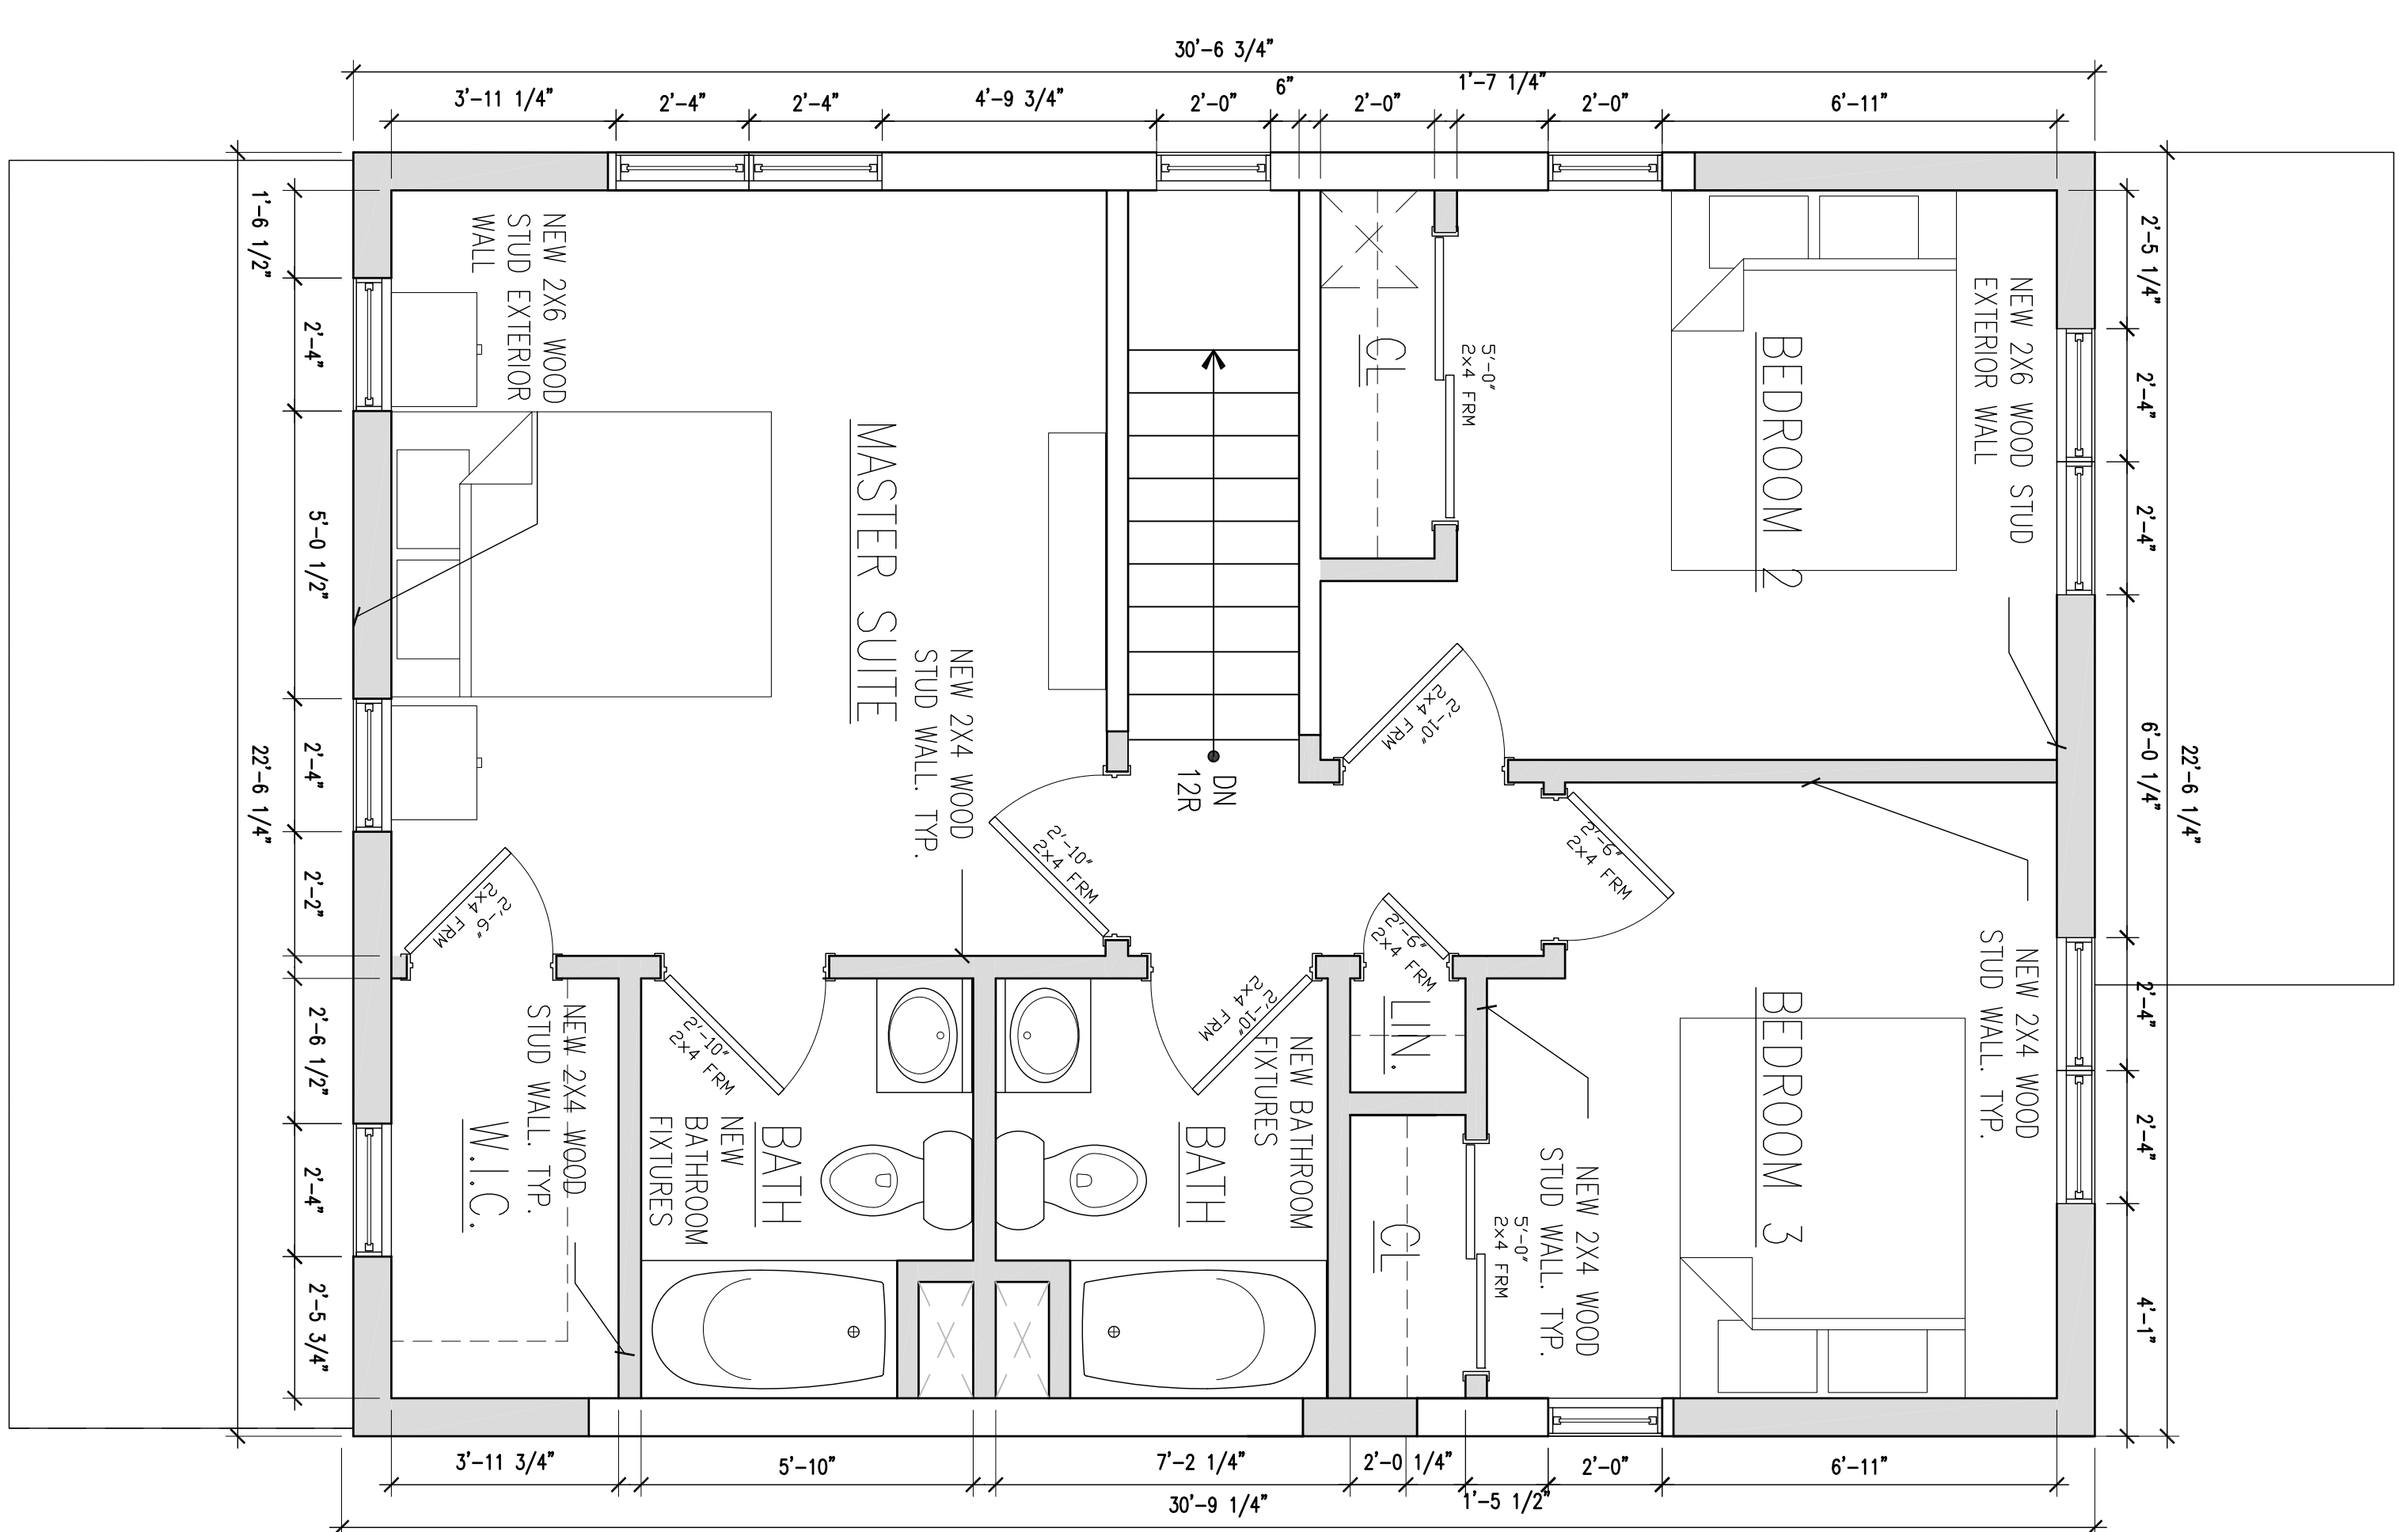 30'-6 3/4"
3'-11 1/4"
2'-4"
2'-4"
4'-9 3/4"
2'-0"
6"
2'-0"
1'-7 1/4"
2'-0"
6'-11"
1'-6 1/2"
2'-4"
5'-0 1/2"
2'-4"
2'-2"
2'-6 1/2"
2'-4"
2'-5 3/4"
22'-6 1/4"
NEW 2X6 WOOD
STUD EXTERIOR
WALL
MASTER SUITE
NEW 2X4 WOOD
STUD WALL. TYP.
DN
12R
CL
5'-0"
2x4 FRM
BEDROOM 2
NEW 2X6 WOOD STUD
EXTERIOR WALL
2'-10"
2x4 FRM
2'-10"
2x4 FRM
2'-6"
2x4 FRM
2'-6"
2x4 FRM
2'-6"
2x4 FRM
2'-10"
2x4 FRM
2'-10"
2x4 FRM
NEW 2X4 WOOD
STUD WALL. TYP.
W.I.C.
BATH
NEW
BATHROOM
FIXTURES
BATH
NEW BATHROOM
FIXTURES
LIN.
CL
5'-0"
2x4 FRM
NEW 2X4 WOOD
STUD WALL. TYP.
BEDROOM 3
NEW 2X4 WOOD
STUD WALL. TYP.
2'-5 1/4"
2'-4"
2'-4"
6'-0 1/4"
2'-4"
2'-4"
4'-1"
22'-6 1/4"
3'-11 3/4"
5'-10"
7'-2 1/4"
2'-0 1/4"
1'-5 1/2"
2'-0"
6'-11"
30'-9 1/4"